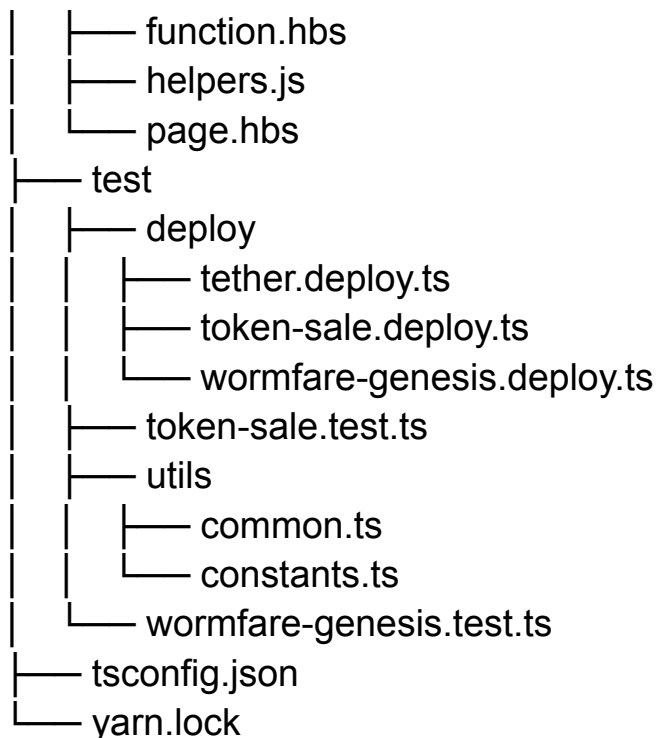 │   ├── function.hbs
│   ├── helpers.js
│   └── page.hbs
├── test
│   ├── deploy
│   │   ├── tether.deploy.ts
│   │   ├── token-sale.deploy.ts
│   │   └── wormfare-genesis.deploy.ts
│   ├── token-sale.test.ts
│   ├── utils
│   │   ├── common.ts
│   │   └── constants.ts
│   └── wormfare-genesis.test.ts
├── tsconfig.json
└── yarn.lock